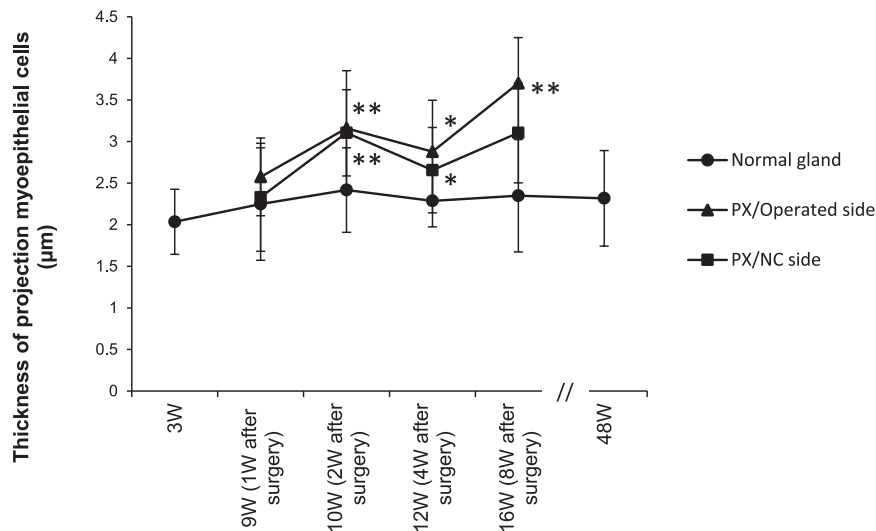 Thickness of projection myoepithelial cells
(μm)
4.5
4
3.5
3
2.5
2
1.5
1
0.5
0
**
**
*
*
**
//
3W
9W (1W after
surgery)
10W (2W after
surgery)
12W (4W after
surgery)
16W (8W after
surgery)
48W
Normal gland
PX/Operated side
PX/NC side